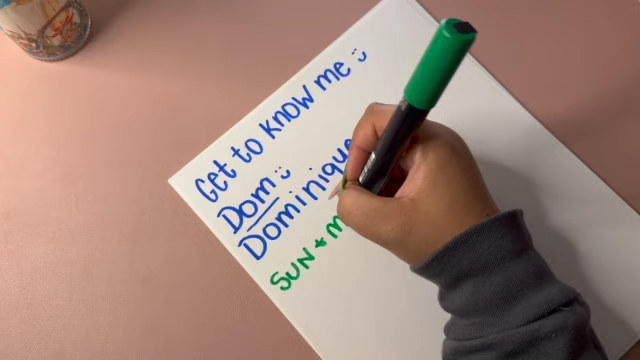 Get to know me :)
Dom :)
Dominique
SUN *